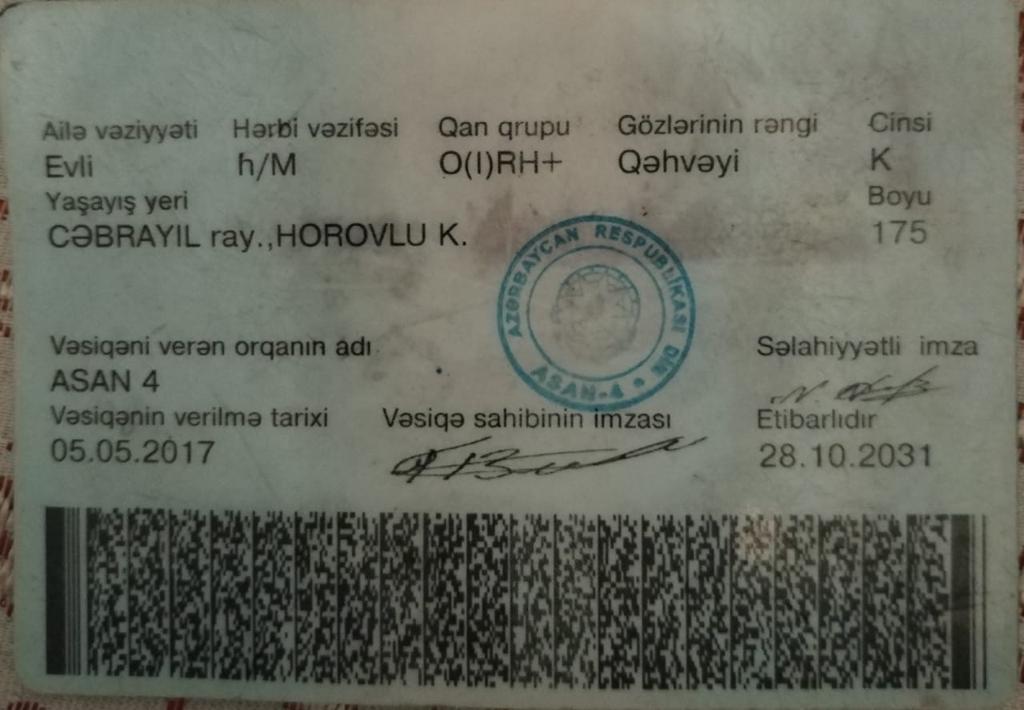 Ailə vəziyyəti Hərbi vəzifəsi Qan qrupu Gözlərinin rəngi Cinsi
Evli h/M O(I)RH+ Qəhvəyi K
Yaşayış yeri Boyu
CƏBRAYIL ray.,HOROVLU K. 175
AZƏRBAYCAN RESPUBLİKASI DİN
ASAN-4
Vəsiqəni verən orqanın adı Səlahiyyətli imza
ASAN 4
Vəsiqənin verilmə tarixi Vəsiqə sahibinin imzası Etibarlıdır
05.05.2017 28.10.2031